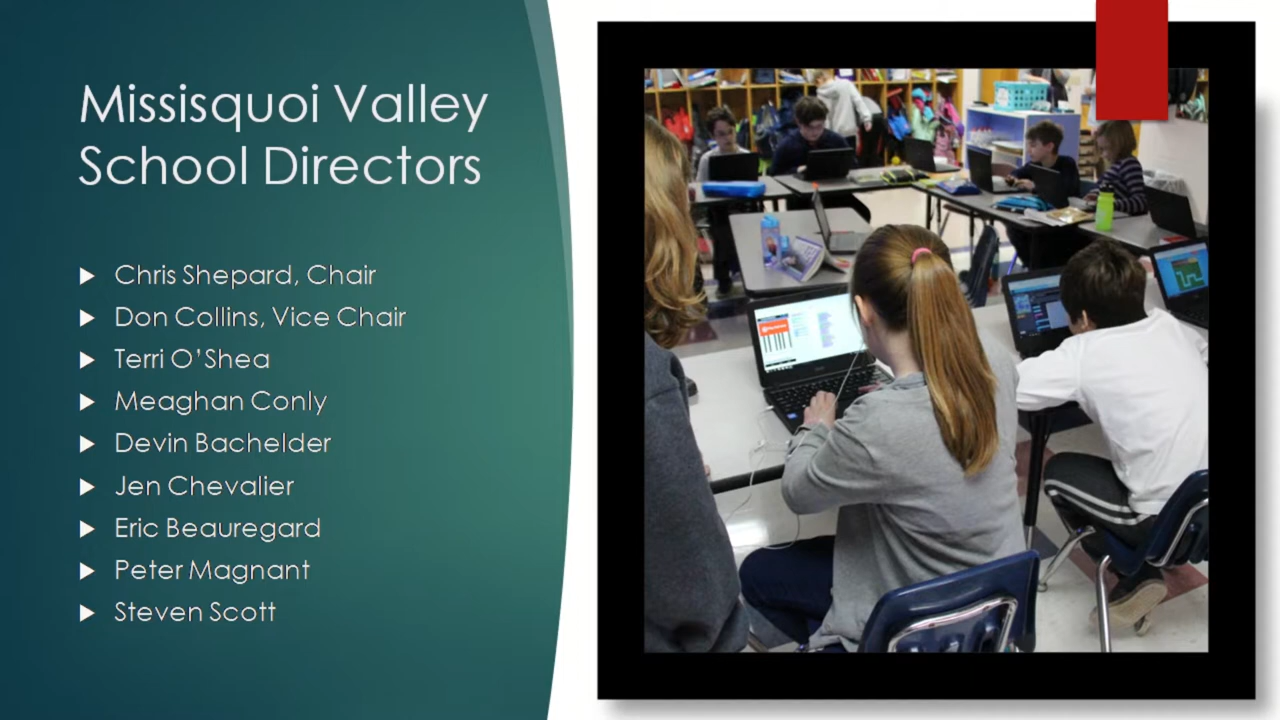 Missisquoi Valley
School Directors
Chris Shepard, Chair
Don Collins, Vice Chair
Terri O'Shea
Meaghan Conly
Devin Bachelder
Jen Chevalier
Eric Beauregard
Peter Magnant
Steven Scott